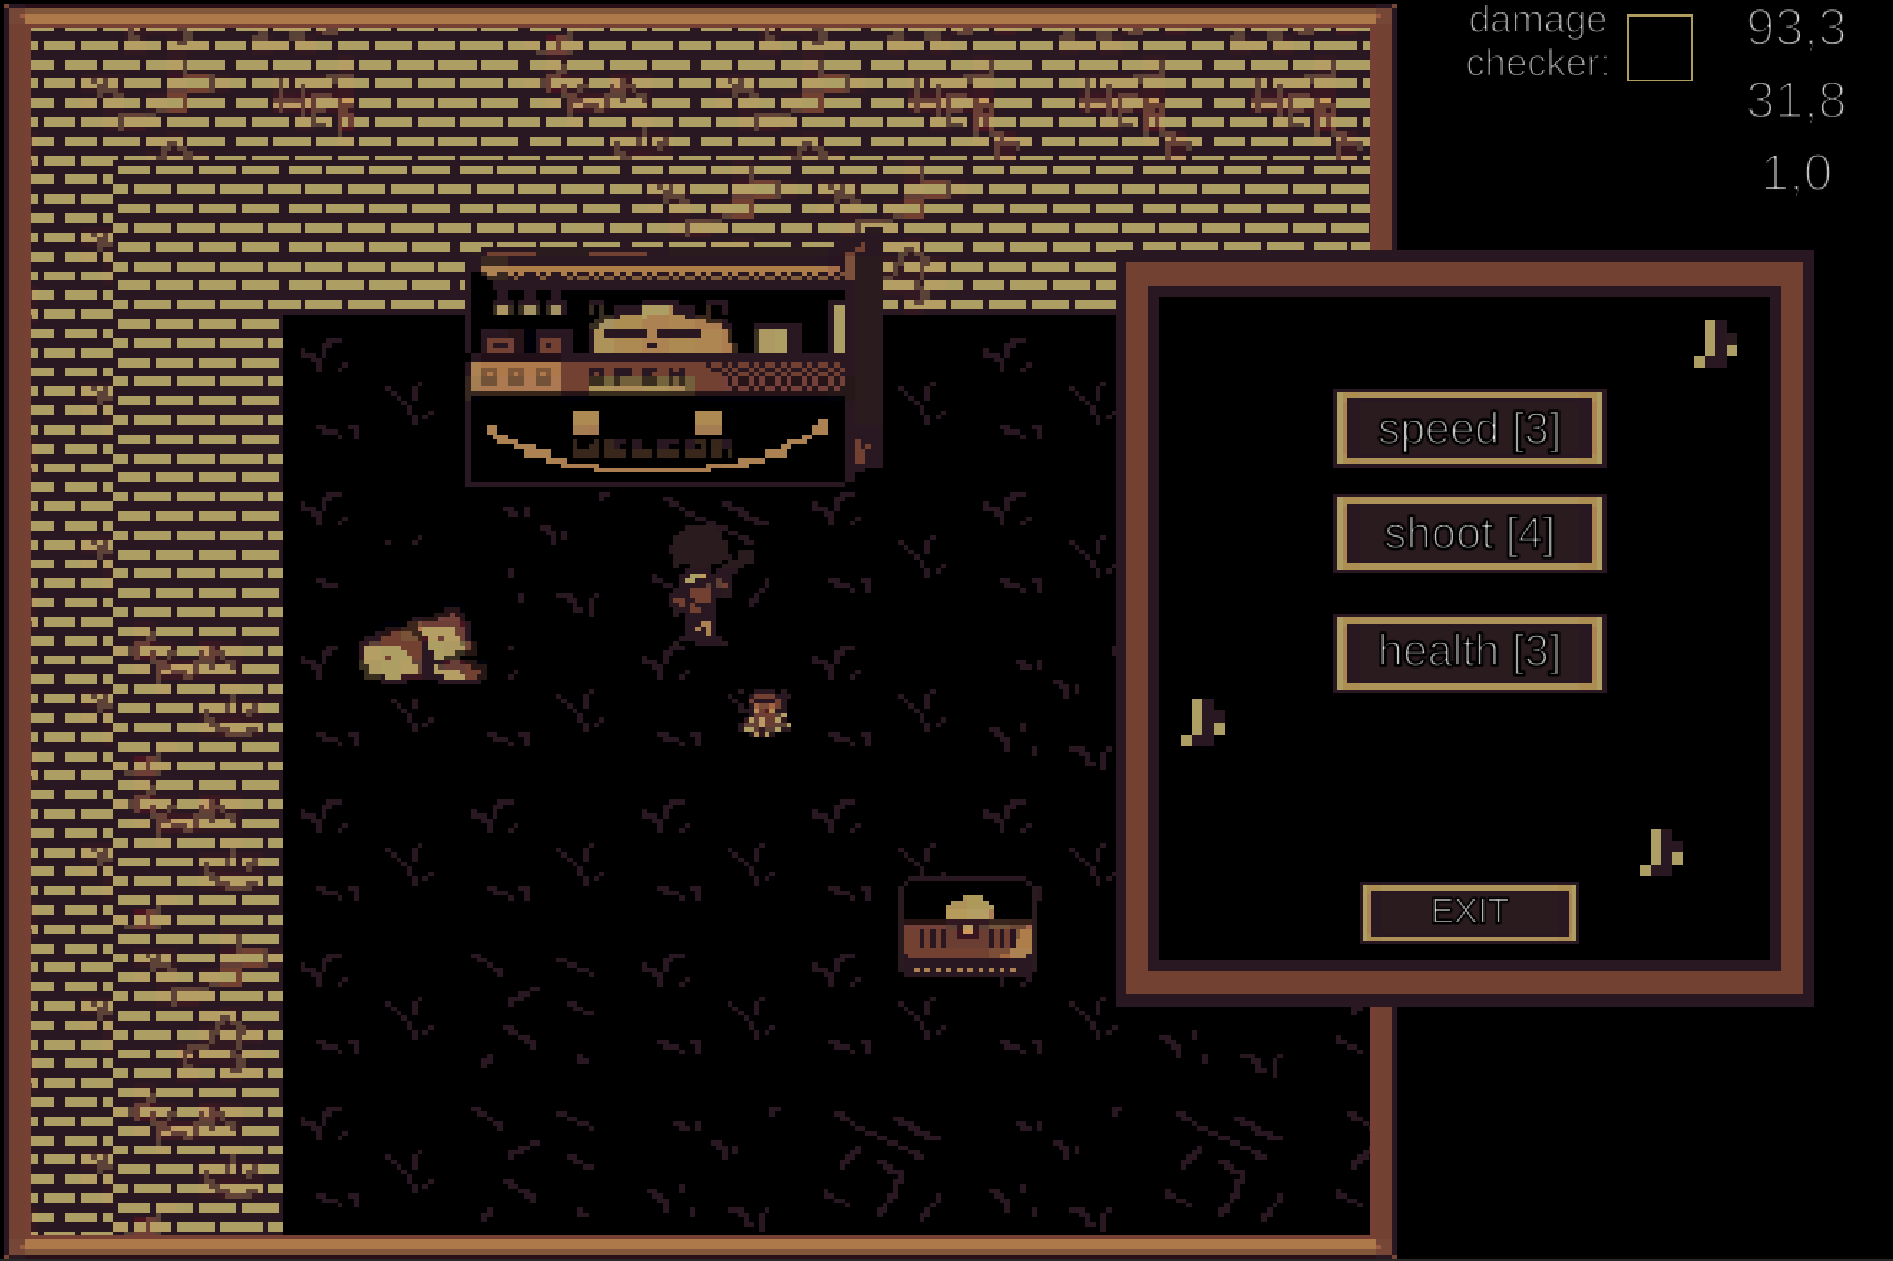 damage
checker:
93,3
31,8
1,0
speed [3]
shoot [4]
health [3]
EXIT